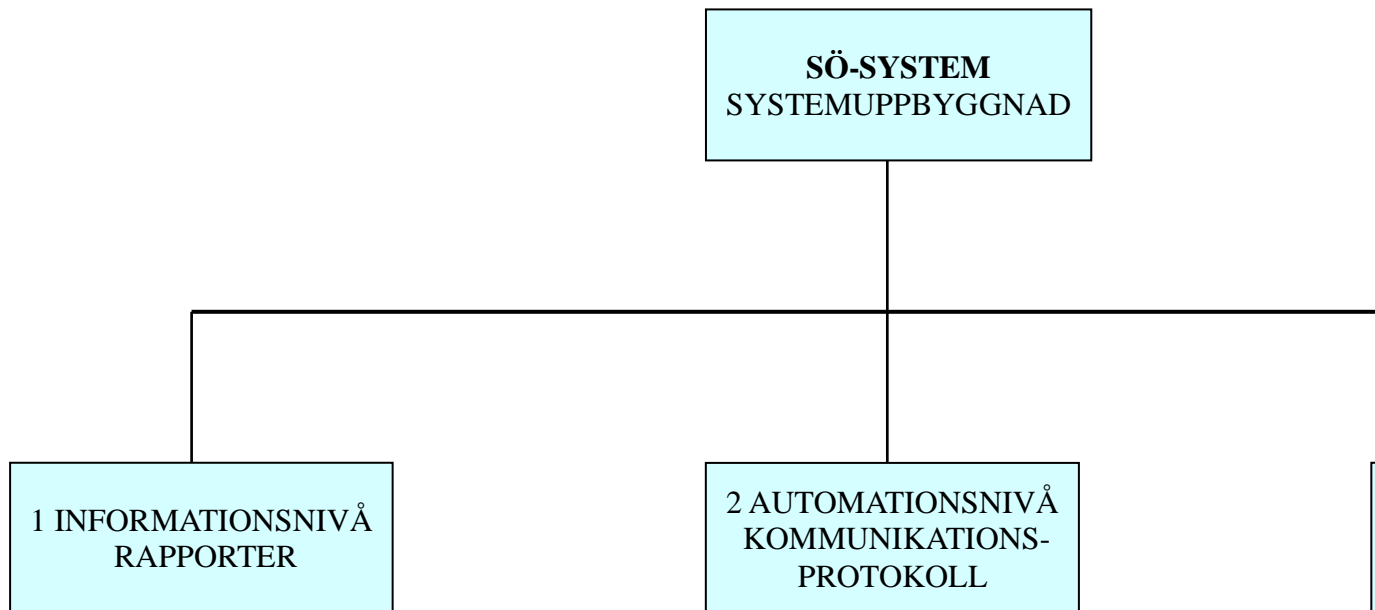 SÖ-SYSTEM
SYSTEMUPPBYGGNAD
1 INFORMATIONSNIVÅ
RAPPORTER
2 AUTOMATIONSNIVÅ
KOMMUNIKATIONS-
PROTOKOLL